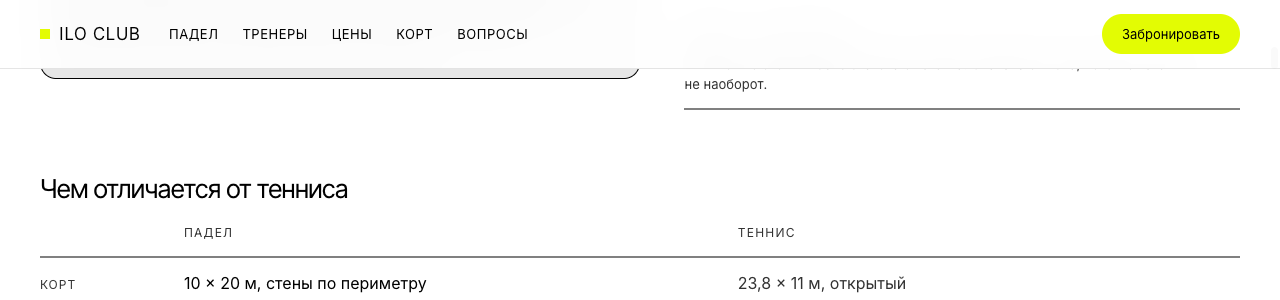 ILO CLUB ПАДЕЛ ТРЕНЕРЫ ЦЕНЫ КОРТ ВОПРОСЫ Забронировать
не наоборот.
Чем отличается от тенниса
ПАДЕЛ ТЕННИС
КОРТ 10 × 20 м, стены по периметру 23,8 × 11 м, открытый